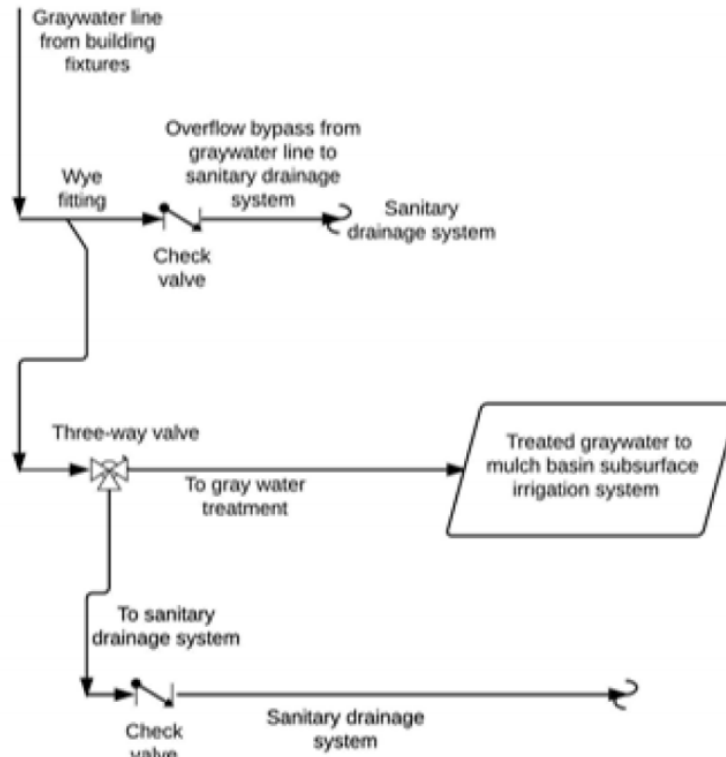 Graywater line
from building
fixtures
Overflow bypass from
graywater line to
sanitary drainage
system
Wye
fitting
Sanitary
drainage system
Check
valve
Three-way valve
To gray water
treatment
Treated graywater to
mulch basin subsurface
irrigation system
To sanitary
drainage system
Check
valve
Sanitary drainage
system